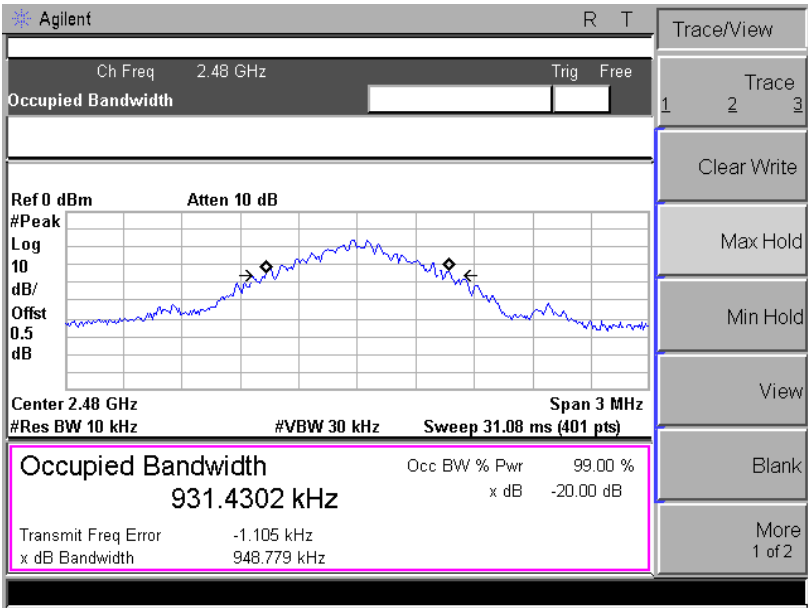 Agilent R T
Trace/View
Ch Freq 2.48 GHz Trig Free
Occupied Bandwidth
Trace
1 2 3
Clear Write
Max Hold
Min Hold
View
Blank
More
1 of 2
Ref 0 dBm Atten 10 dB
#Peak
Log
10
dB/
Offst
0.5
dB
Center 2.48 GHz Span 3 MHz
#Res BW 10 kHz #VBW 30 kHz Sweep 31.08 ms (401 pts)
Occupied Bandwidth Occ BW % Pwr 99.00 %
931.4302 kHz x dB -20.00 dB
Transmit Freq Error -1.105 kHz
x dB Bandwidth 948.779 kHz